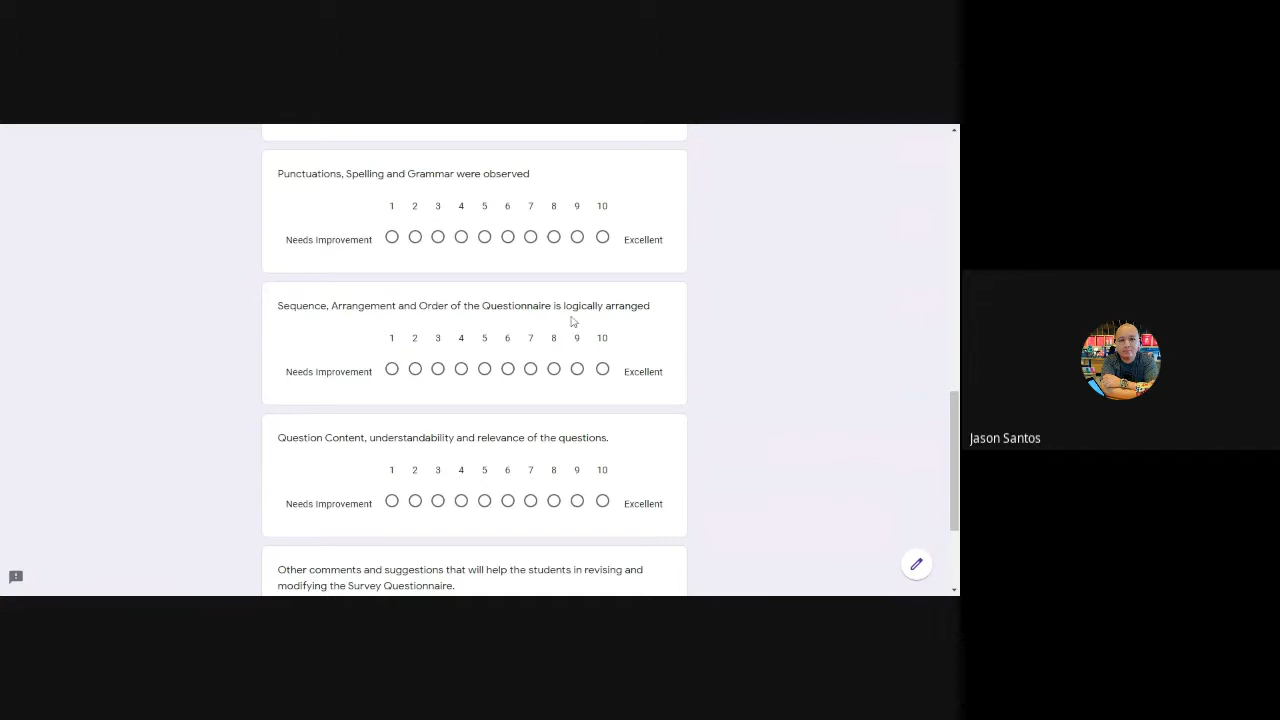 Punctuations, Spelling and Grammar were observed
1 2 3 4 5 6 7 8 9 10
Needs Improvement Excellent
Sequence, Arrangement and Order of the Questionnaire is logically arranged
1 2 3 4 5 6 7 8 9 10
Needs Improvement Excellent
Jason Santos
Question Content, understandability and relevance of the questions.
1 2 3 4 5 6 7 8 9 10
Needs Improvement Excellent
Other comments and suggestions that will help the students in revising and
modifying the Survey Questionnaire.